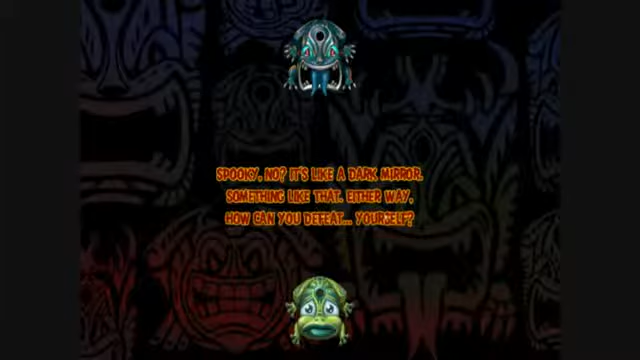 SPOOKY, NO? IT'S LIKE A DARK MIRROR.
SOMETHING LIKE THAT. EITHER WAY,
HOW CAN YOU DEFEAT... YOURSELF?